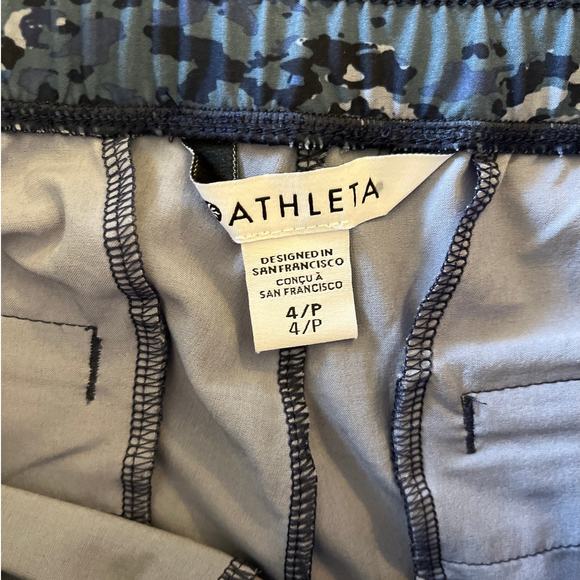 ATHLETA
DESIGNED IN
SAN FRANCISCO
CONÇU À
SAN FRANCISCO
4/P
4/P